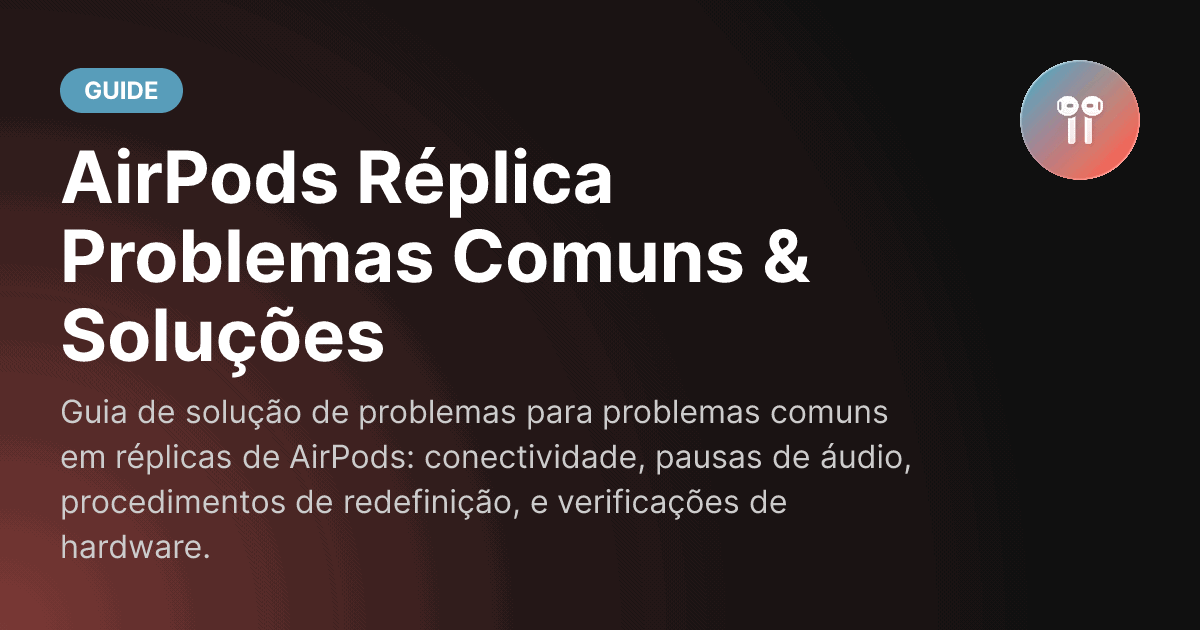 GUIDE
AirPods Réplica
Problemas Comuns &
Soluções
Guia de solução de problemas para problemas comuns
em réplicas de AirPods: conectividade, pausas de áudio,
procedimentos de redefinição, e verificações de
hardware.